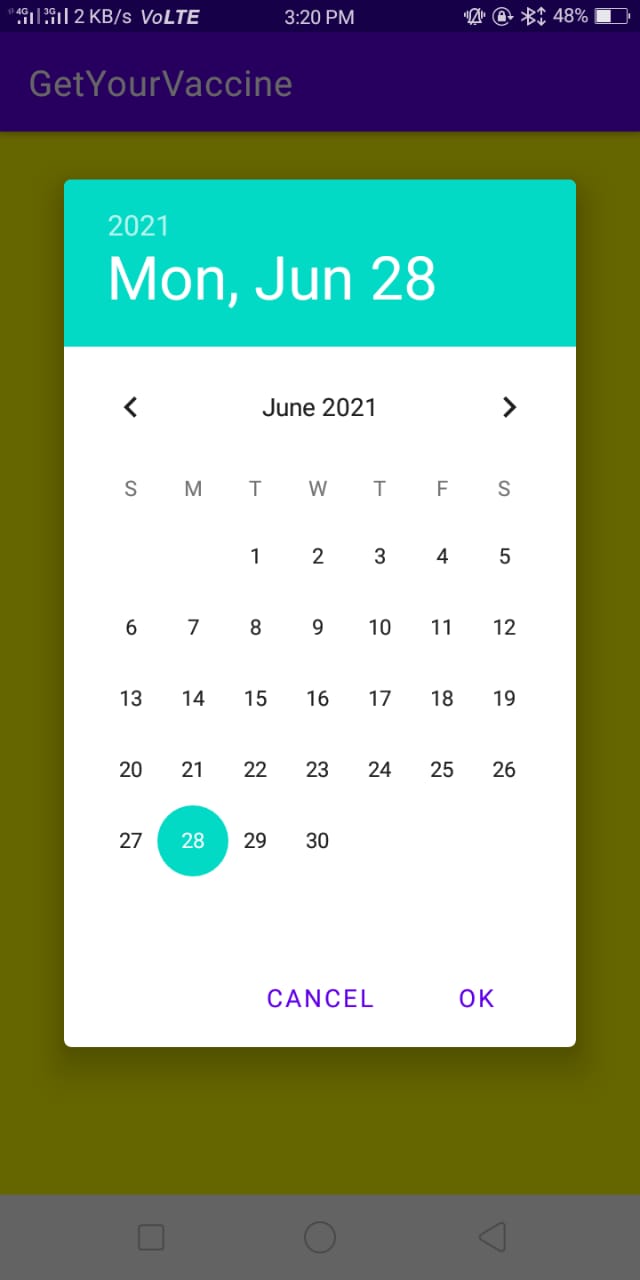 4G 3G 2 KB/s VoLTE 3:20 PM 48%
GetYourVaccine
2021
Mon, Jun 28
June 2021
S M T W T F S
1 2 3 4 5
6 7 8 9 10 11 12
13 14 15 16 17 18 19
20 21 22 23 24 25 26
27 28 29 30
CANCEL OK